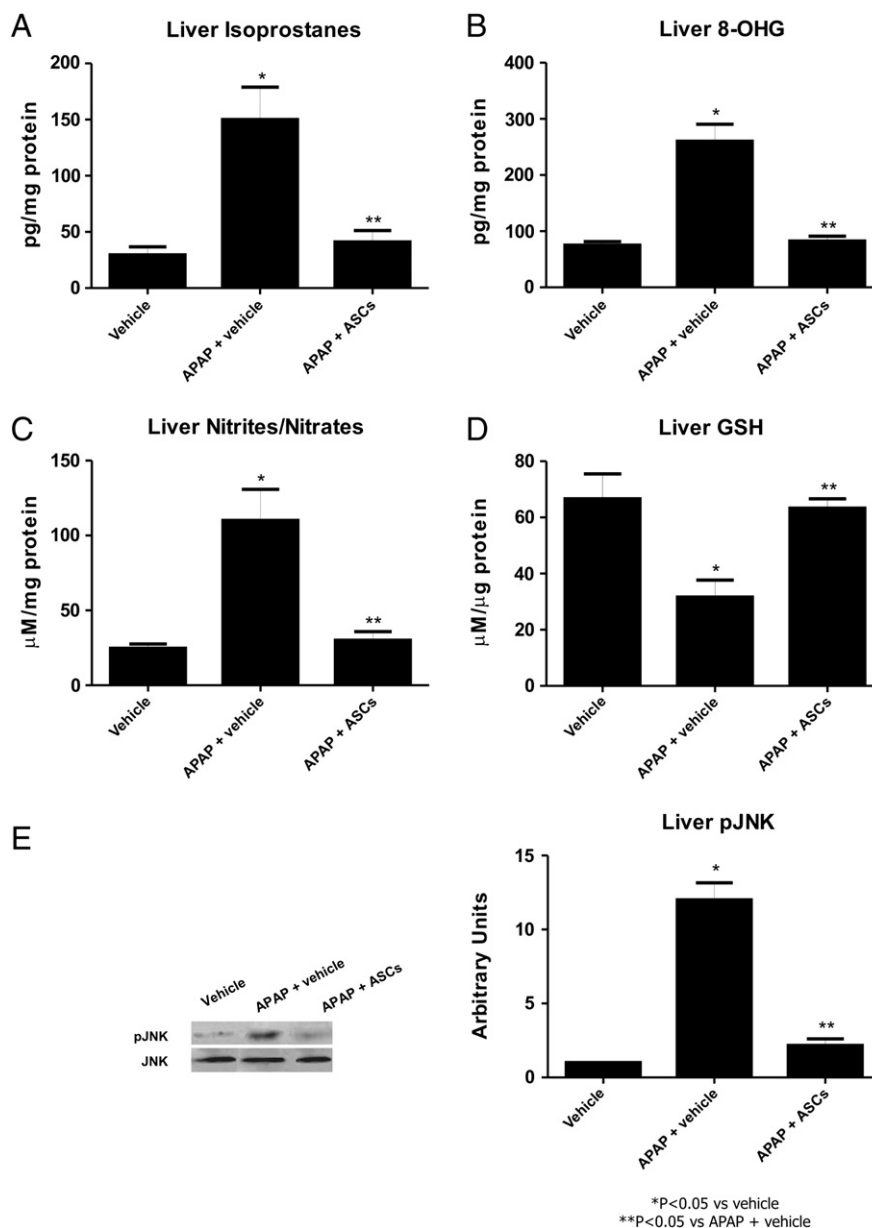 A
Liver Isoprostanes
pg/mg protein
200
150
100
50
0
*
**
Vehicle
APAP + vehicle
APAP + ASCs
B
Liver 8-OHG
pg/mg protein
400
300
200
100
0
*
**
Vehicle
APAP + vehicle
APAP + ASCs
C
Liver Nitrites/Nitrates
μM/mg protein
150
100
50
0
*
**
Vehicle
APAP + vehicle
APAP + ASCs
D
Liver GSH
μM/μg protein
80
60
40
20
0
*
**
Vehicle
APAP + vehicle
APAP + ASCs
E
Vehicle
APAP + vehicle
APAP + ASCs
pJNK
JNK
Liver pJNK
Arbitrary Units
15
10
5
0
*
**
Vehicle
APAP + vehicle
APAP + ASCs
*P<0.05 vs vehicle
**P<0.05 vs APAP + vehicle